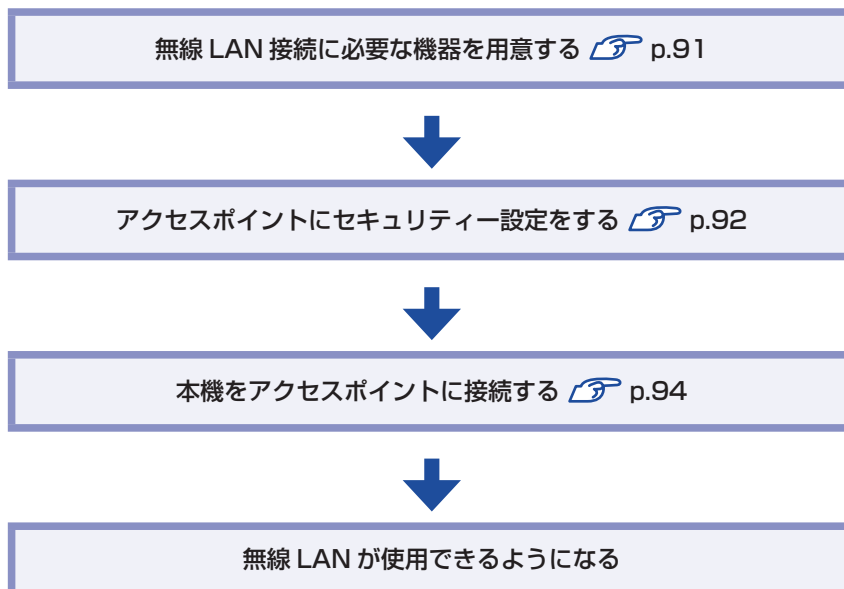 無線 LAN 接続に必要な機器を用意する p.91
アクセスポイントにセキュリティー設定をする p.92
本機をアクセスポイントに接続する p.94
無線 LAN が使用できるようになる